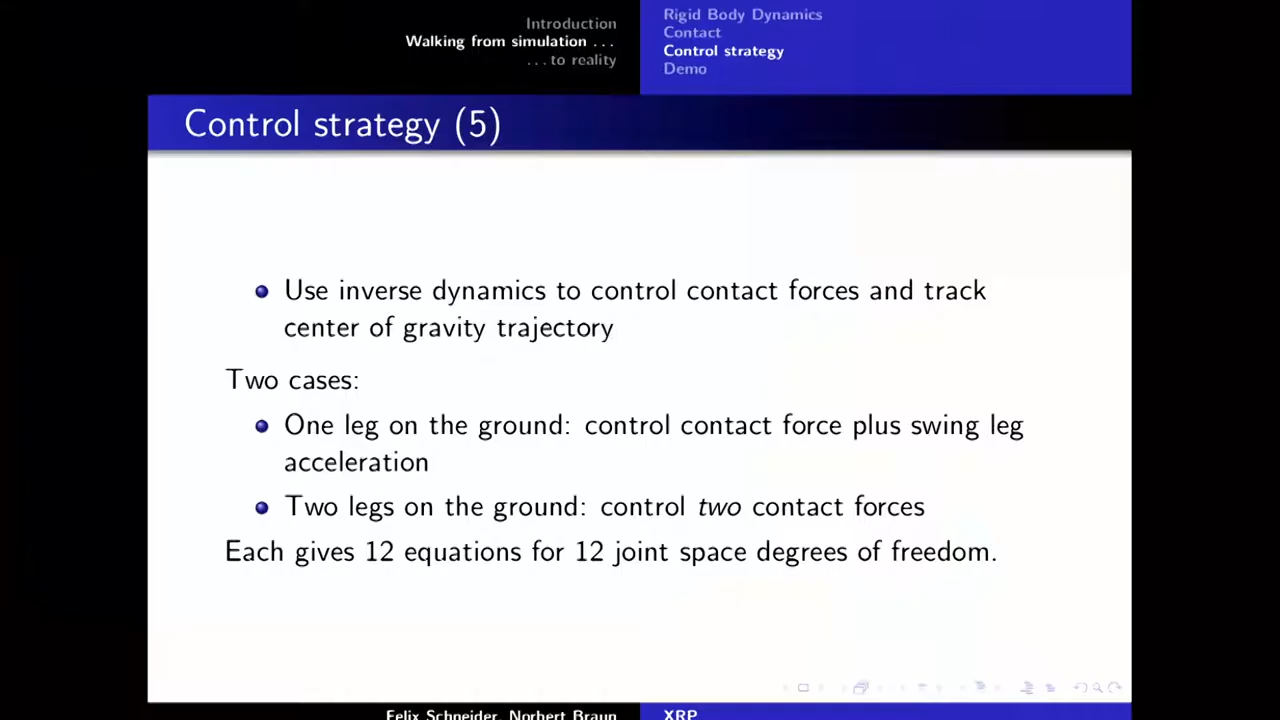 Introduction
Walking from simulation ...
... to reality
Rigid Body Dynamics
Contact
Control strategy
Demo
Control strategy (5)
Use inverse dynamics to control contact forces and track
center of gravity trajectory
Two cases:
One leg on the ground: control contact force plus swing leg
acceleration
Two legs on the ground: control two contact forces
Each gives 12 equations for 12 joint space degrees of freedom.
Felix Schneider, Norbert Braun
XRP